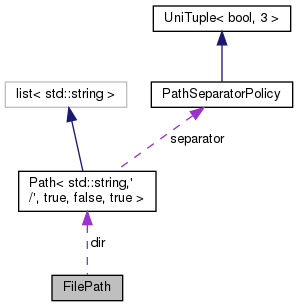 UniTuple< bool, 3 >
list< std::string >
PathSeparatorPolicy
separator
Path< std::string,'
/', true, false, true >
dir
FilePath